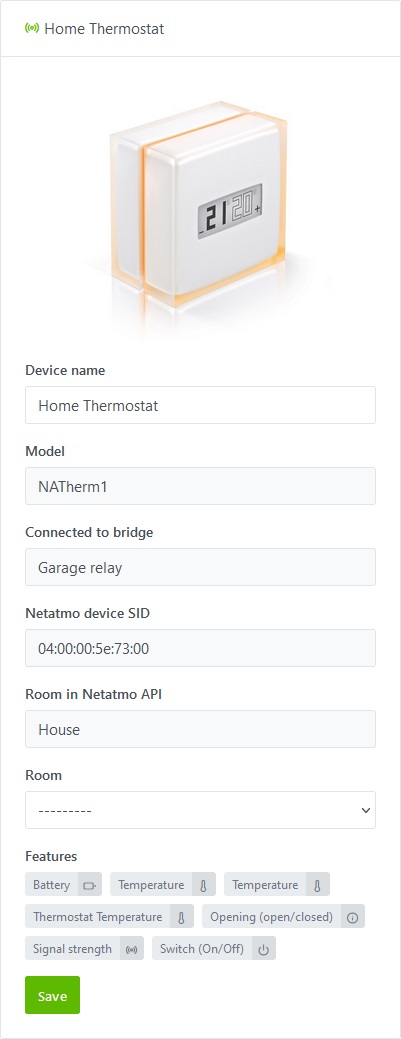 Home Thermostat
21 20
- +
Device name
Home Thermostat
Model
NATherm1
Connected to bridge
Garage relay
Netatmo device SID
04:00:00:5e:73:00
Room in Netatmo API
House
Room
---------
Features
Battery Temperature Temperature
Thermostat Temperature Opening (open/closed)
Signal strength Switch (On/Off)
Save